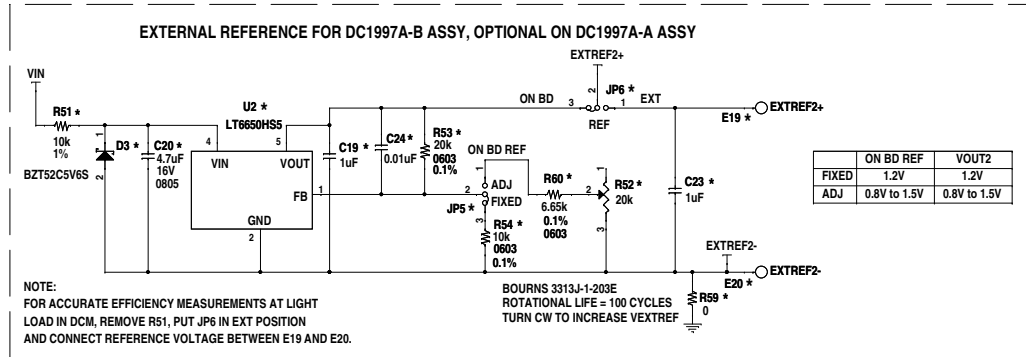 EXTERNAL REFERENCE FOR DC1997A-B ASSY, OPTIONAL ON DC1997A-A ASSY
EXTREF2+
VIN
2
JP6 *
ON BD
3
1
EXT
REF
EXTREF2+
E19 *
R51 *
10k
1%
U2 *
LT6650HS5
1
D3 *
2
BZT52C5V6S
C20 *
4.7uF
16V
0805
4
5
VIN
VOUT
FB
1
GND
2
C19 *
1uF
C24 *
0.01uF
R53 *
20k
0603
0.1%
ON BD REF
1
ADJ
2
FIXED
JP5 *
3
R54 *
10k
0603
0.1%
R60 *
6.65k
0.1%
0603
1
2
R52 *
20k
3
C23 *
1uF
ON BD REF VOUT2
FIXED 1.2V 1.2V
ADJ 0.8V to 1.5V 0.8V to 1.5V
EXTREF2-
EXTREF2-
E20 *
R59 *
0
NOTE:
FOR ACCURATE EFFICIENCY MEASUREMENTS AT LIGHT
LOAD IN DCM, REMOVE R51, PUT JP6 IN EXT POSITION
AND CONNECT REFERENCE VOLTAGE BETWEEN E19 AND E20.
BOURNS 3313J-1-203E
ROTATIONAL LIFE = 100 CYCLES
TURN CW TO INCREASE VEXTREF